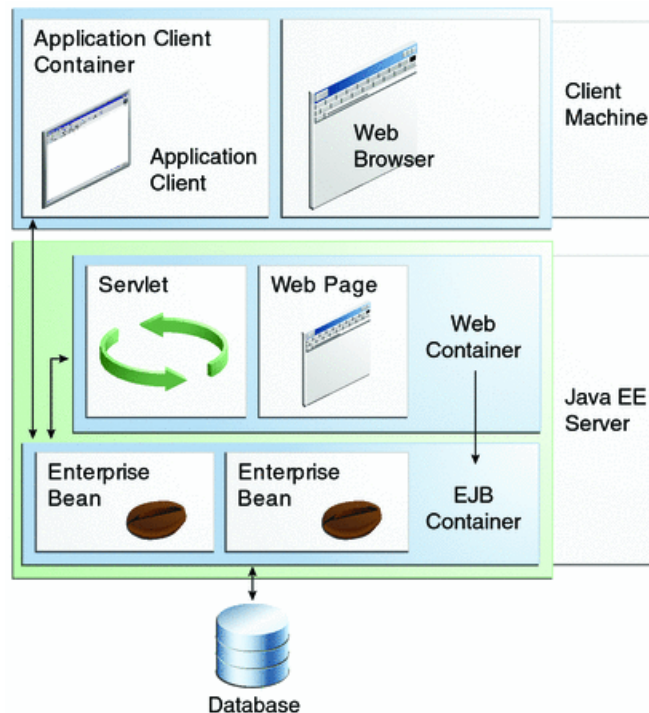 Application Client
Container
Application
Client
Web
Browser
Client
Machine
Servlet
Web Page
Web
Container
Java EE
Server
Enterprise
Bean
Enterprise
Bean
EJB
Container
Database